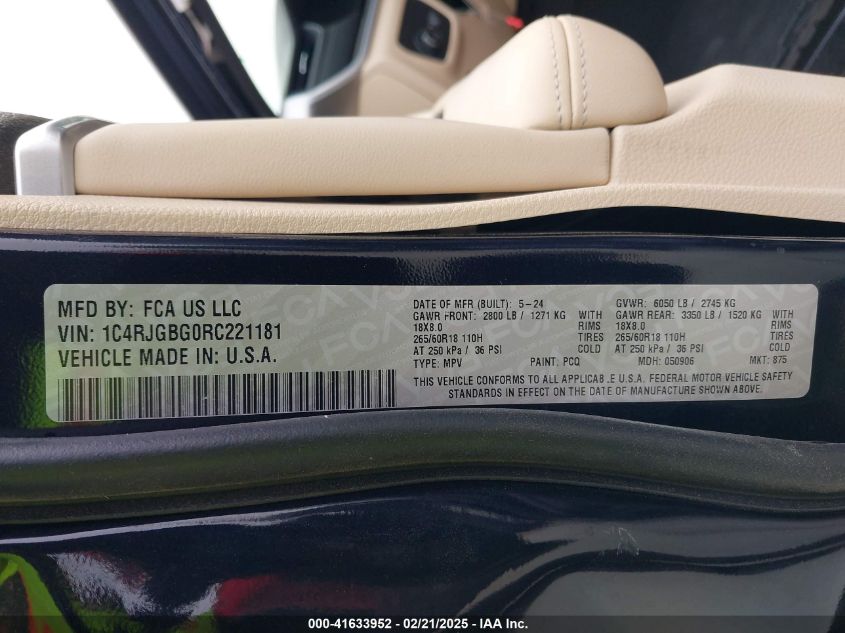 MFD BY: FCA US LLC
VIN: 1C4RJGBG0RC221181
VEHICLE MADE IN: U.S.A.
DATE OF MFR (BUILT): 5-24 GVWR: 6050 LB / 2745 KG
GAWR FRONT: 2800 LB / 1271 KG WITH GAWR REAR: 3350 LB / 1520 KG WITH
18X8.0 RIMS 18X8.0 RIMS
265/60R18 110H TIRES 265/60R18 110H TIRES
AT 250 kPa / 36 PSI COLD AT 250 kPa / 36 PSI COLD
TYPE: MPV PAINT: PCQ MDH: 050906 MKT: 875
THIS VEHICLE CONFORMS TO ALL APPLICAB .E U.S.A. FEDERAL MOTOR VEHICLE SAFETY
STANDARDS IN EFFECT ON THE DATE OF MANUFACTURE SHOWN ABOVE.
000-41633952 - 02/21/2025 - IAAI.COM